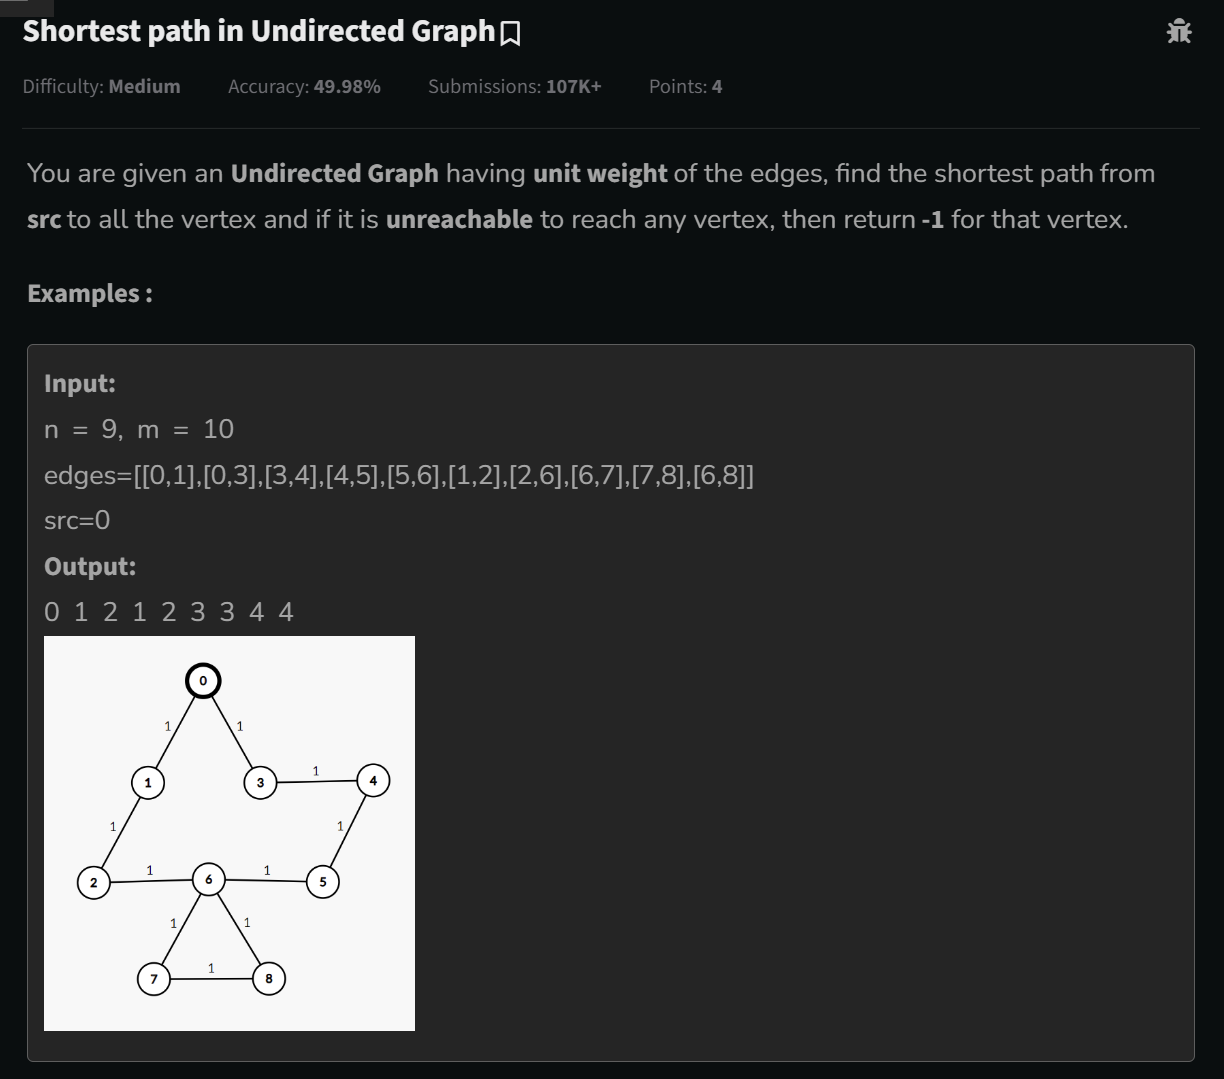 Shortest path in Undirected Graph
Difficulty: Medium Accuracy: 49.98% Submissions: 107K+ Points: 4
You are given an Undirected Graph having unit weight of the edges, find the shortest path from
src to all the vertex and if it is unreachable to reach any vertex, then return -1 for that vertex.
Examples :
Input:
n = 9, m = 10
edges=[[0,1],[0,3],[3,4],[4,5],[5,6],[1,2],[2,6],[6,7],[7,8],[6,8]]
src=0
Output:
0 1 2 1 2 3 3 4 4
0
1 1
1 3 1 4
1 1
2 1 6 1 5
1 1
7 1 8